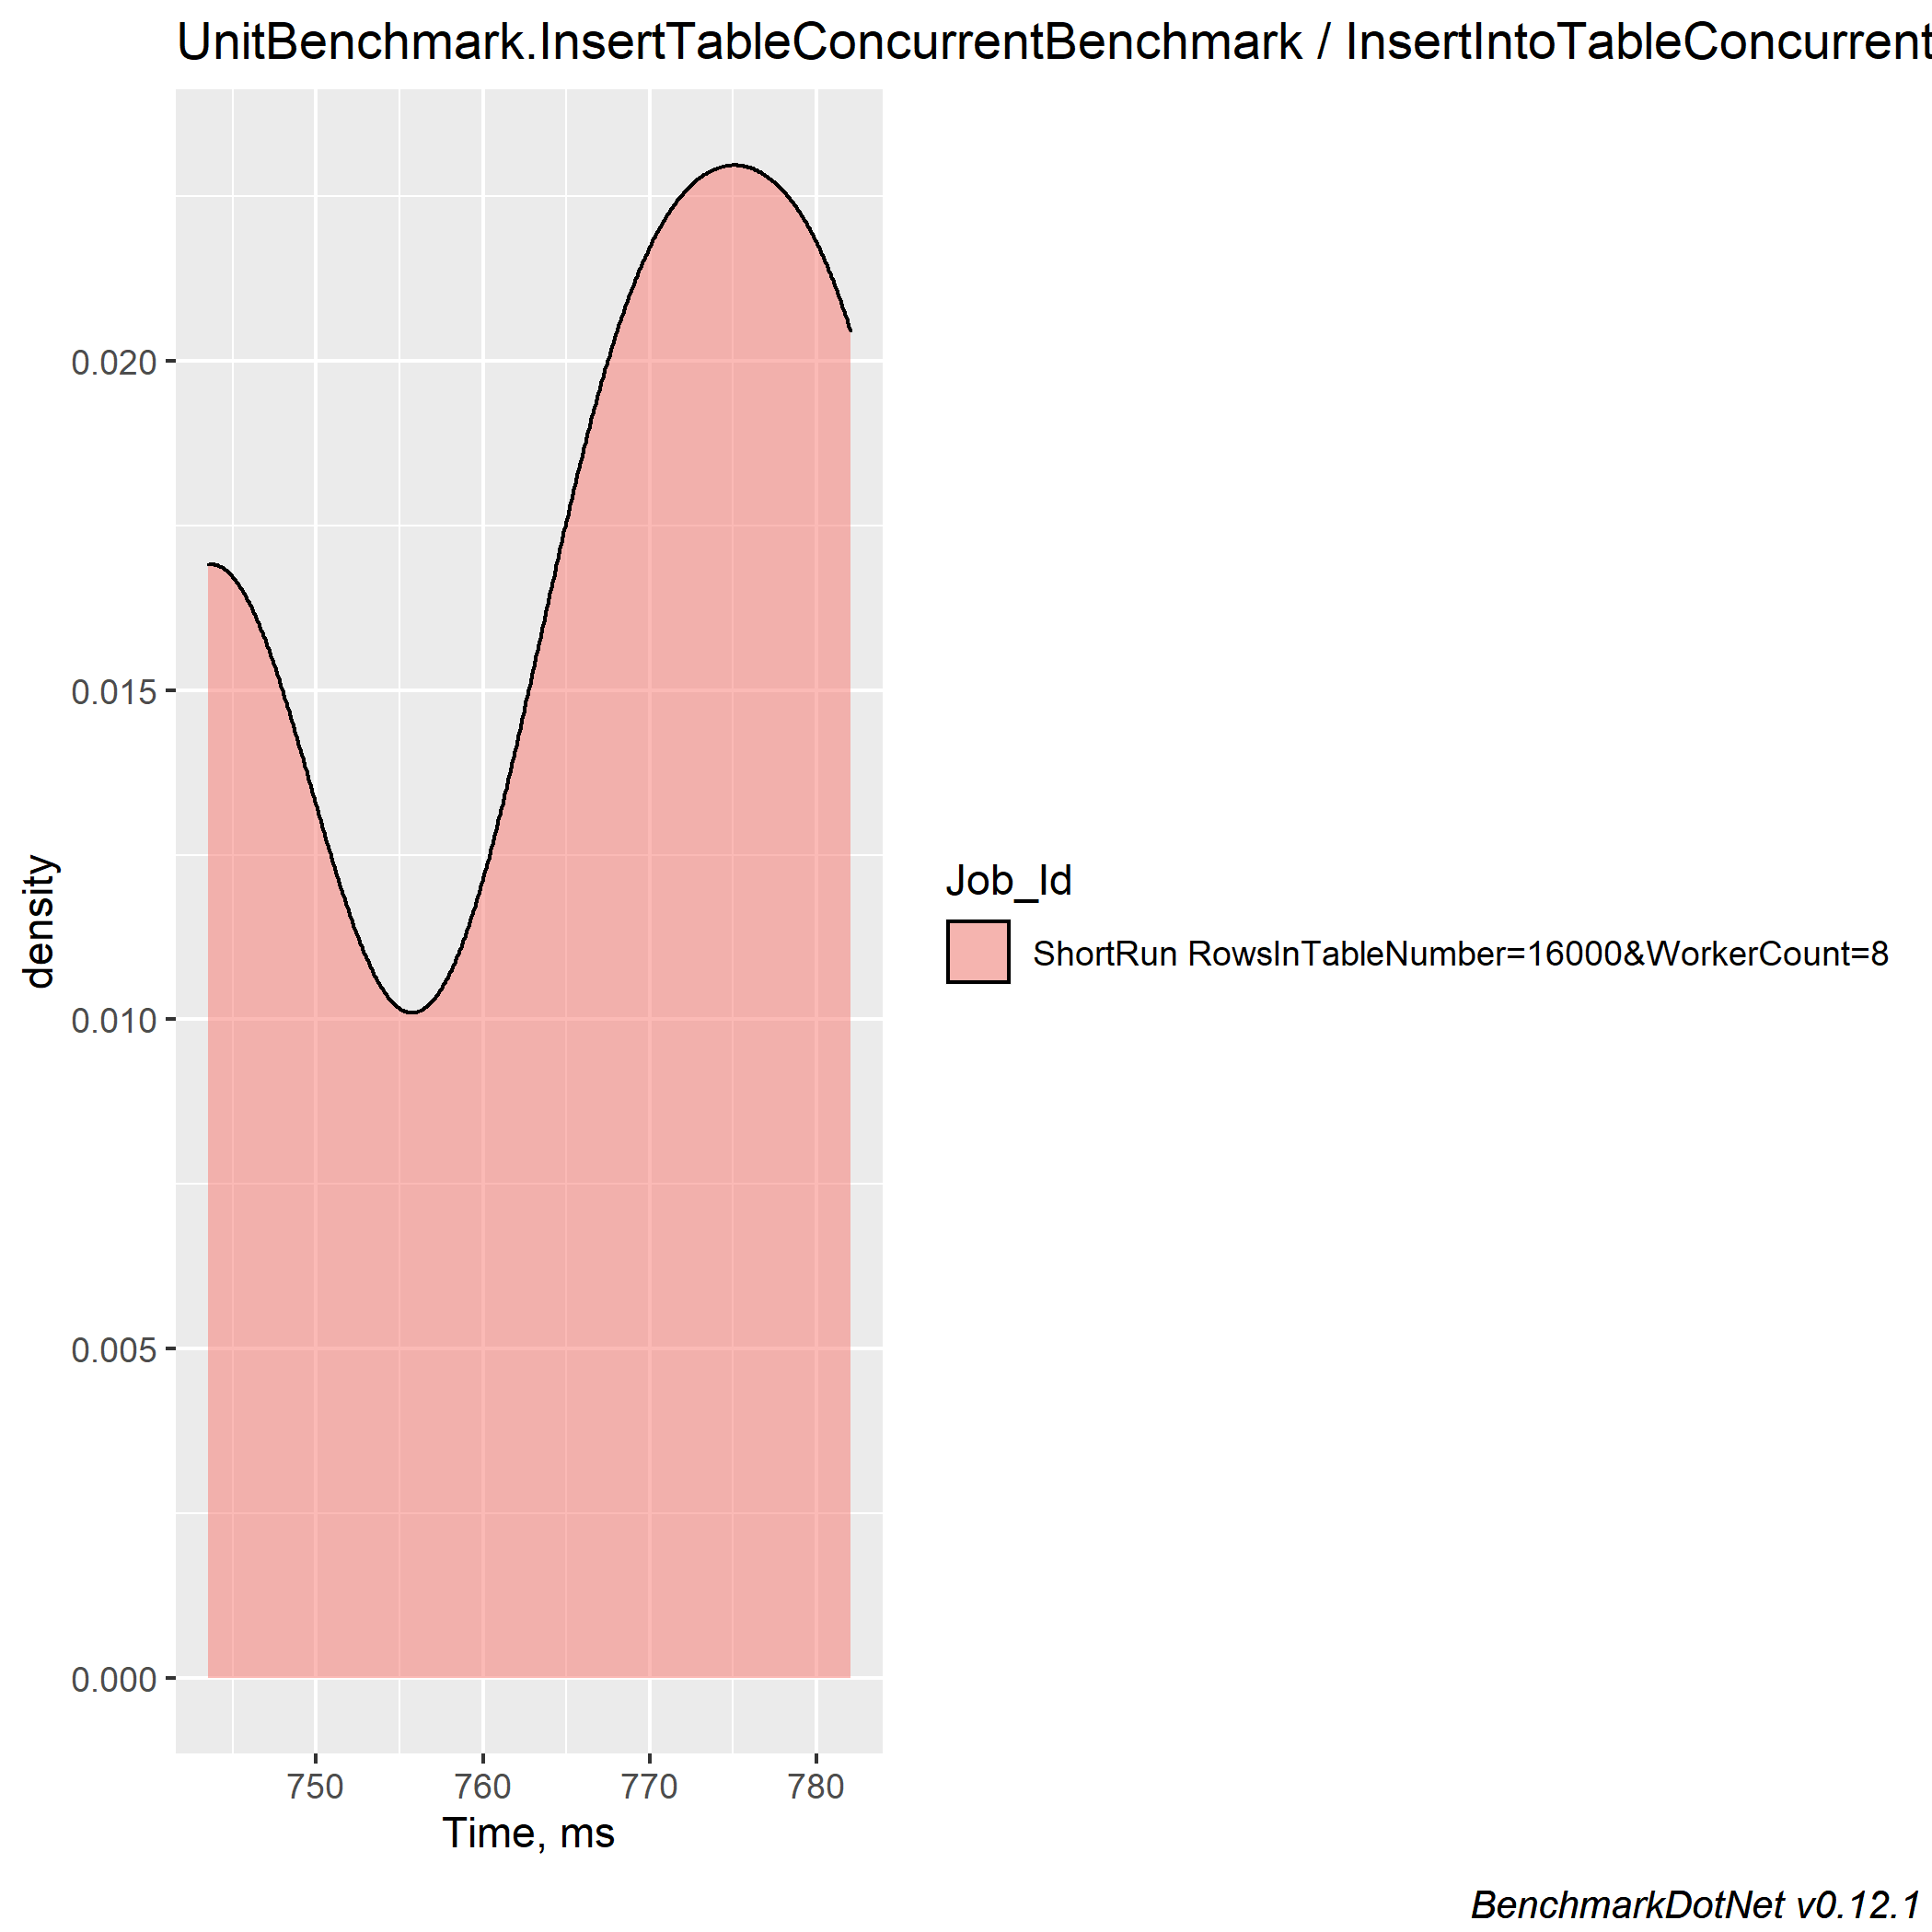 UnitBenchmark.InsertTableConcurrentBenchmark / InsertIntoTableConcurrent
density
0.020
0.015
0.010
0.005
0.000
750 760 770 780
Time, ms
Job_Id
ShortRun RowsInTableNumber=16000&WorkerCount=8
BenchmarkDotNet v0.12.1